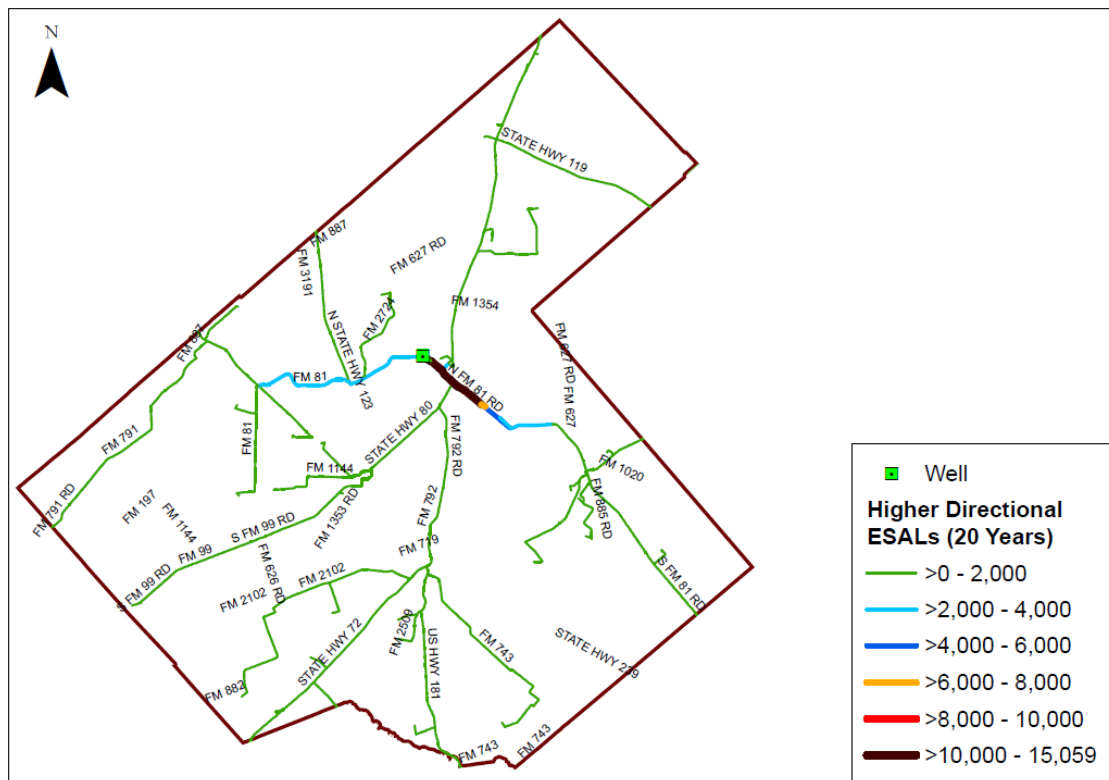 N
STATE HWY 119
FM 887
FM 3191
FM 627 RD
FM 2724
FM 1354
N STATE HWY 123
FM 887
FM 81
N FM 81 RD
FM 627 RD
FM 627
FM 791
FM 81
STATE HWY 80
FM 792 RD
FM 1144
FM 1020
FM 791 RD
FM 197
FM 1144
FM 1353 RD
FM 792
FM 885 RD
S FM 99 RD
FM 99
FM 719
S FM 99 RD
FM 626 RD
FM 2102
FM 2102
S FM 81 RD
STATE HWY 72
FM 2509
US HWY 181
FM 743
STATE HWY 239
FM 882
FM 743
FM 743
Well
Higher Directional
ESALs (20 Years)
>0 - 2,000
>2,000 - 4,000
>4,000 - 6,000
>6,000 - 8,000
>8,000 - 10,000
>10,000 - 15,059